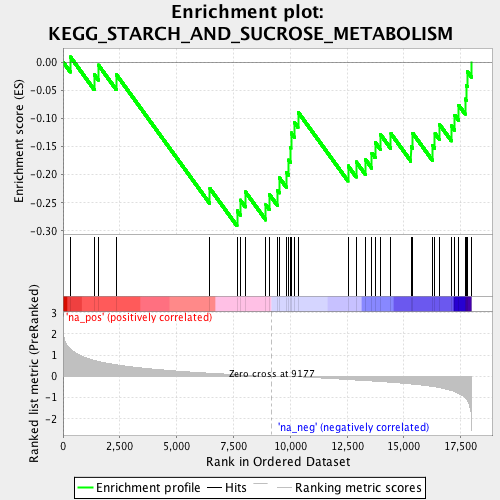 Enrichment plot:
KEGG_STARCH_AND_SUCROSE_METABOLISM
Enrichment score (ES)
0.00
-0.05
-0.10
-0.15
-0.20
-0.25
-0.30
'na_pos' (positively correlated)
Ranked list metric (PreRanked)
3
2
1
0
-1
-2
Zero cross at 9177
'na_neg' (negatively correlated)
0
2,500
5,000
7,500
10,000
12,500
15,000
17,500
Rank in Ordered Dataset
Enrichment profile
Hits
Ranking metric scores